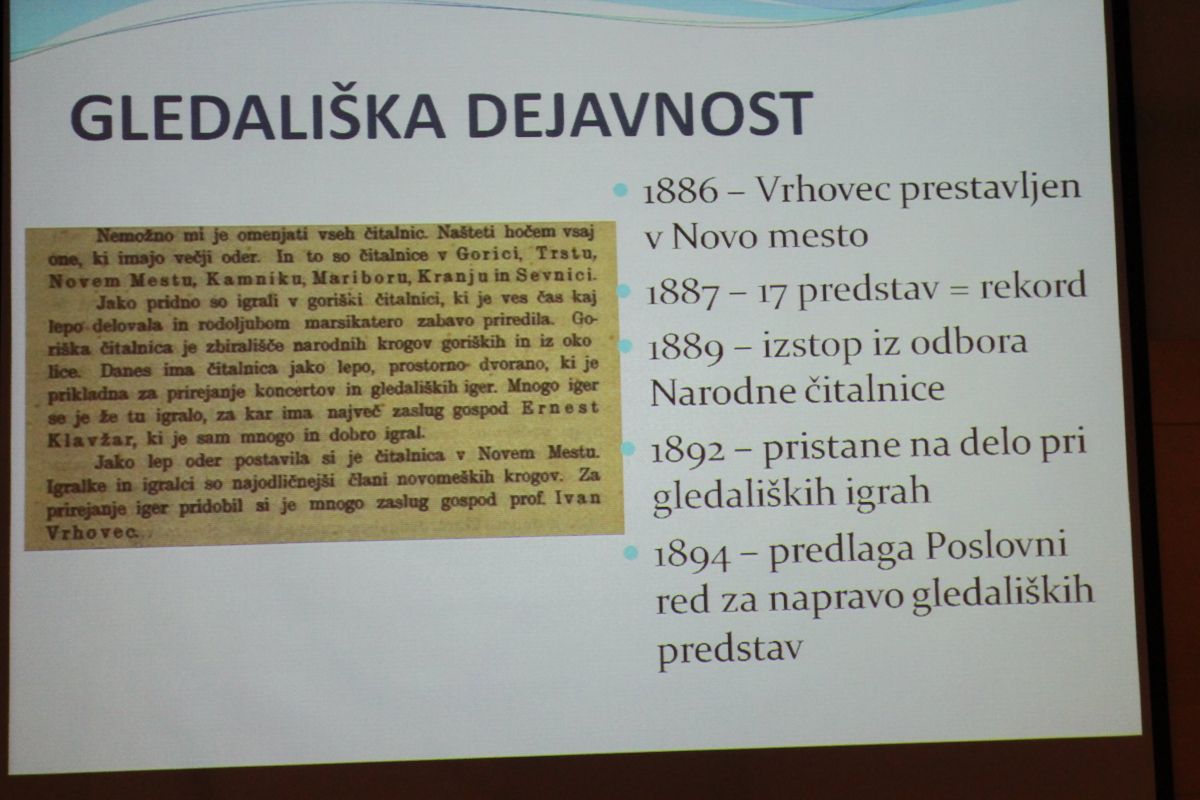 GLEDALIŠKA DEJAVNOST
Nemožno mi je omenjati vseh čitalnic. Našteti hočem vsaj
one, ki imajo večji oder. In to so čitalnice v Gorici, Trstu,
Novem Mestu, Kamniku, Mariboru, Kranju in Sevnici.
Jako pridno so igrali v goriški čitalnici, ki je ves čas kaj
lepo delovala in rodoljubom marsikatero zabavo priredila. Go-
riška čitalnica je zbirališče narodnih krogov goriških in iz oko
lice. Danes ima čitalnica jako lepo, prostorno dvorano, ki je
prikladna za prirejanje koncertov in gledaliških iger. Mnogo iger
se je že tu igralo, za kar ima največ zaslug gospod Ernest
Klavžar, ki je sam mnogo in dobro igral.
Jako lep oder postavila si je čitalnica v Novem Mestu.
Igralke in igralci so najodličnejši člani novomeških krogov. Za
prirejanje iger pridobil si je mnogo zaslug gospod prof. Ivan
Vrhovec.
• 1886 – Vrhovec prestavljen
v Novo mesto
• 1887 – 17 predstav = rekord
• 1889 – izstop iz odbora
Narodne čitalnice
• 1892 – pristane na delo pri
gledaliških igrah
• 1894 – predlaga Poslovni
red za napravo gledaliških
predstav